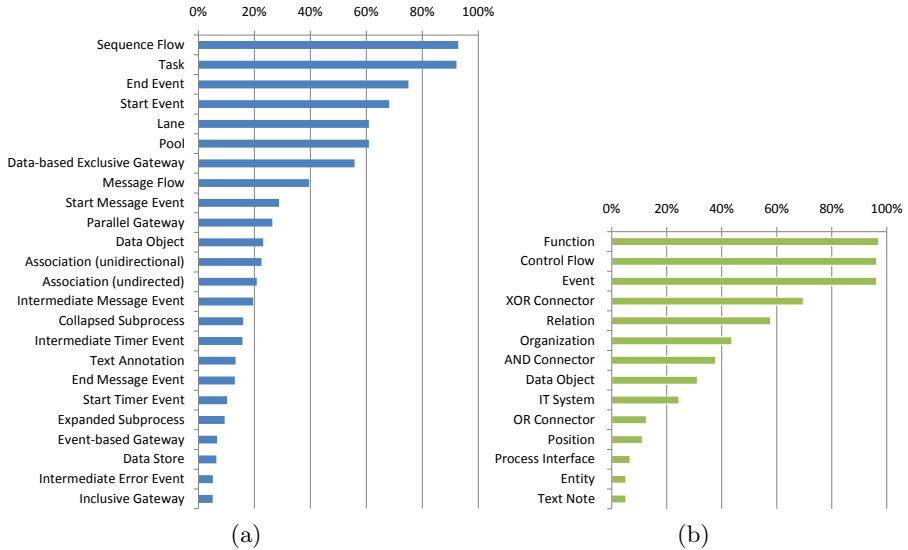 0% 20% 40% 60% 80% 100%
Sequence Flow
Task
End Event
Start Event
Lane
Pool
Data-based Exclusive Gateway
Message Flow
Start Message Event
Parallel Gateway
Data Object
Association (unidirectional)
Association (undirected)
Intermediate Message Event
Collapsed Subprocess
Intermediate Timer Event
Text Annotation
End Message Event
Start Timer Event
Expanded Subprocess
Event-based Gateway
Data Store
Intermediate Error Event
Inclusive Gateway
(a)
0% 20% 40% 60% 80% 100%
Function
Control Flow
Event
XOR Connector
Relation
Organization
AND Connector
Data Object
IT System
OR Connector
Position
Process Interface
Entity
Text Note
(b)